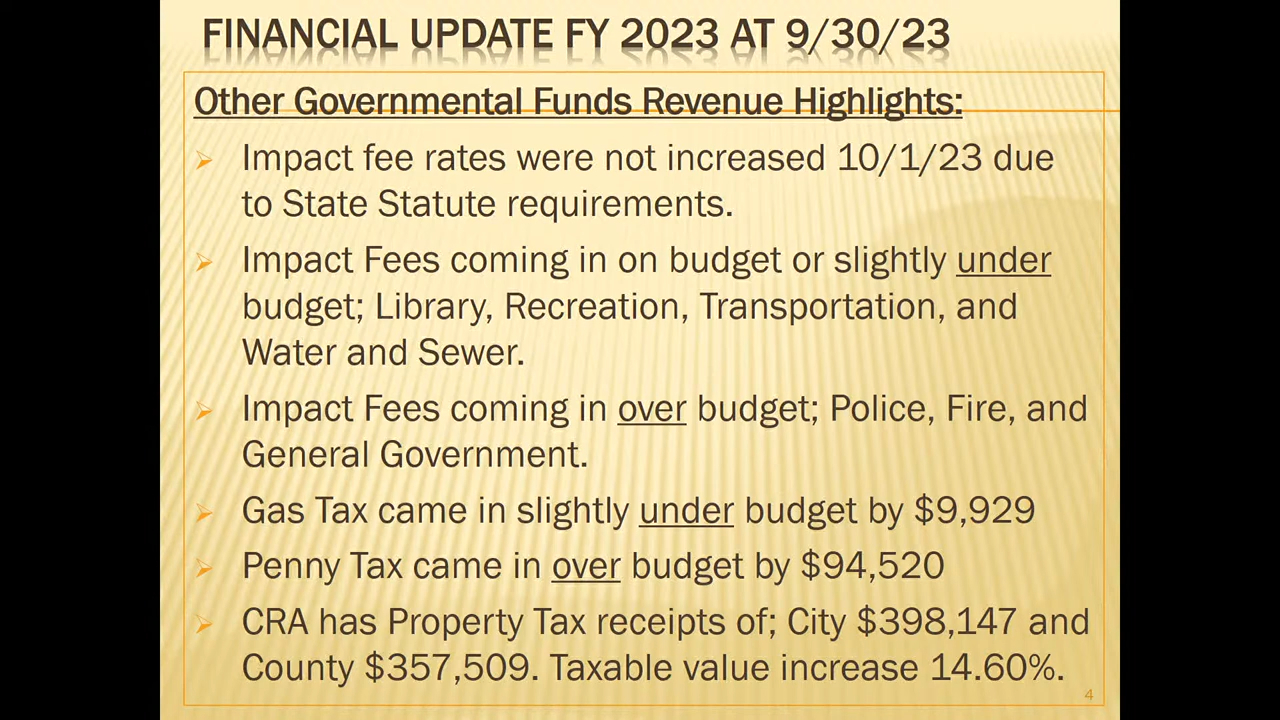 FINANCIAL UPDATE FY 2023 AT 9/30/23
Other Governmental Funds Revenue Highlights:
Impact fee rates were not increased 10/1/23 due
to State Statute requirements.
Impact Fees coming in on budget or slightly under
budget; Library, Recreation, Transportation, and
Water and Sewer.
Impact Fees coming in over budget; Police, Fire, and
General Government.
Gas Tax came in slightly under budget by $9,929
Penny Tax came in over budget by $94,520
CRA has Property Tax receipts of; City $398,147 and
County $357,509. Taxable value increase 14.60%.
4